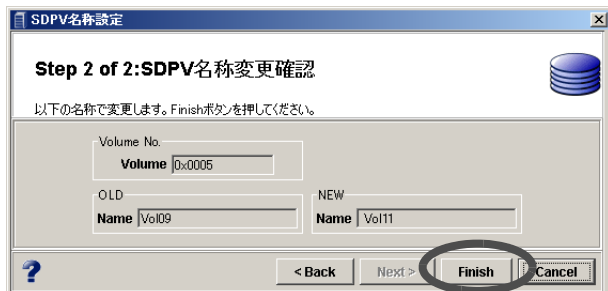 SDPV名称設定
Step 2 of 2:SDPV名称変更確認
以下の名称で変更します。Finishボタンを押してください。
Volume No.
Volume 0x0005
OLD
Name Vol09
NEW
Name Vol11
?
< Back
Next >
Finish
Cancel